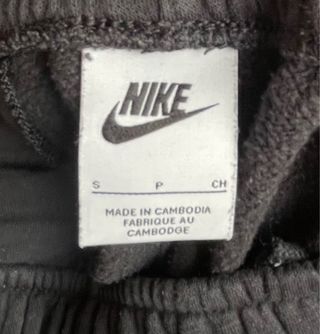 NIKE
S P CH
MADE IN CAMBODIA
FABRIQUE AU
CAMBODGE